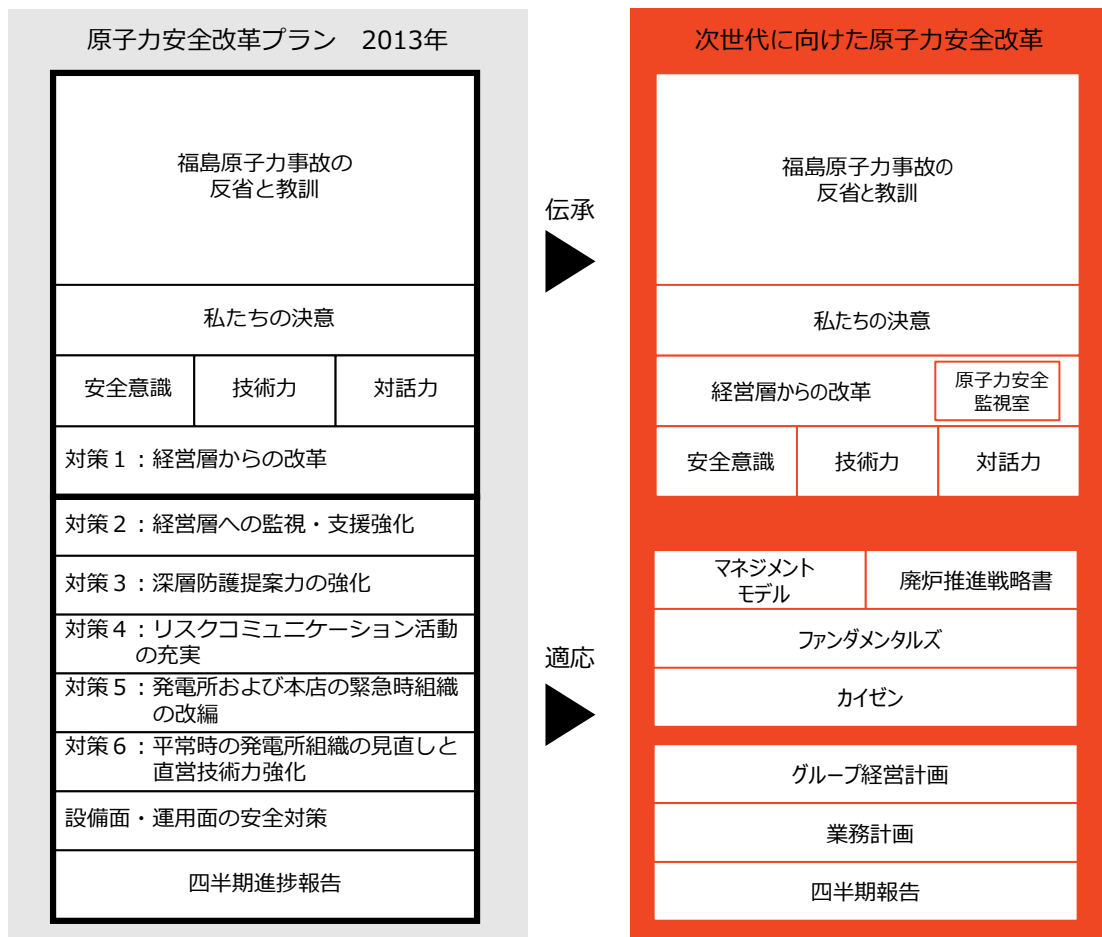 原子力安全改革プラン　2013年
福島原子力事故の
反省と教訓
私たちの決意
安全意識
技術力
対話力
対策１：経営層からの改革
対策２：経営層への監視・支援強化
対策３：深層防護提案力の強化
対策４：リスクコミュニケーション活動
の充実
対策５：発電所および本店の緊急時組織
の改編
対策６：平常時の発電所組織の見直しと
直営技術力強化
設備面・運用面の安全対策
四半期進捗報告
伝承
適応
次世代に向けた原子力安全改革
福島原子力事故の
反省と教訓
私たちの決意
経営層からの改革
原子力安全
監視室
安全意識
技術力
対話力
マネジメント
モデル
廃炉推進戦略書
ファンダメンタルズ
カイゼン
グループ経営計画
業務計画
四半期報告